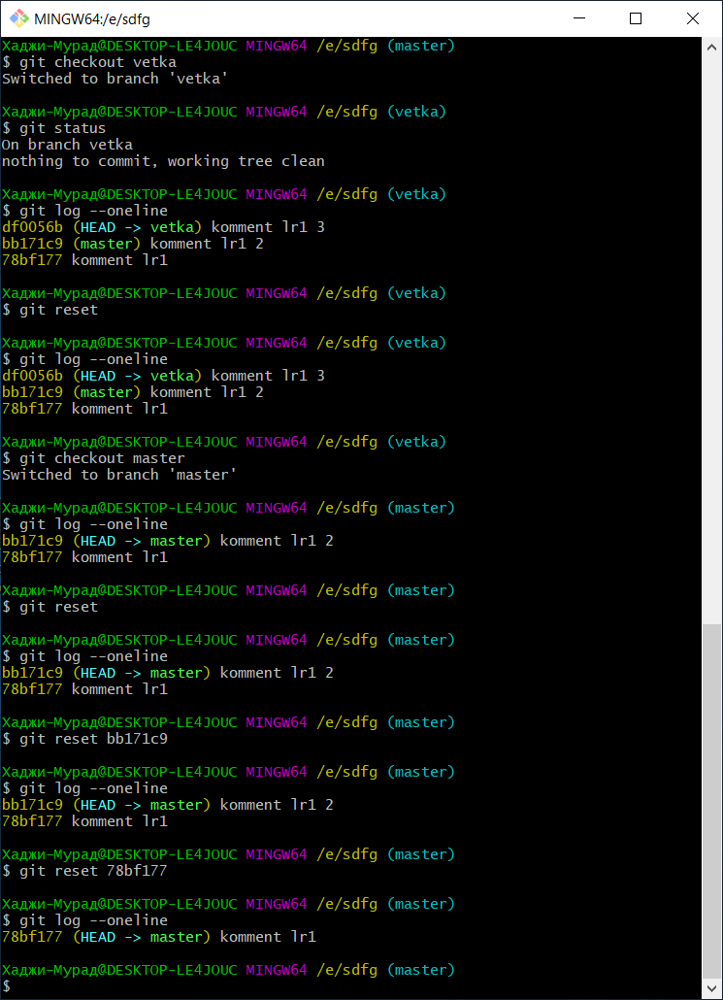 MINGW64:/e/sdfg
Хаджи-Мурад@DESKTOP-LE4JOUC MINGW64 /e/sdfg (master)
$ git checkout vetka
Switched to branch 'vetka'
Хаджи-Мурад@DESKTOP-LE4JOUC MINGW64 /e/sdfg (vetka)
$ git status
On branch vetka
nothing to commit, working tree clean
Хаджи-Мурад@DESKTOP-LE4JOUC MINGW64 /e/sdfg (vetka)
$ git log --oneline
df0056b (HEAD -> vetka) komment lr1 3
bb171c9 (master) komment lr1 2
78bf177 komment lr1
Хаджи-Мурад@DESKTOP-LE4JOUC MINGW64 /e/sdfg (vetka)
$ git reset
Хаджи-Мурад@DESKTOP-LE4JOUC MINGW64 /e/sdfg (vetka)
$ git log --oneline
df0056b (HEAD -> vetka) komment lr1 3
bb171c9 (master) komment lr1 2
78bf177 komment lr1
Хаджи-Мурад@DESKTOP-LE4JOUC MINGW64 /e/sdfg (vetka)
$ git checkout master
Switched to branch 'master'
Хаджи-Мурад@DESKTOP-LE4JOUC MINGW64 /e/sdfg (master)
$ git log --oneline
bb171c9 (HEAD -> master) komment lr1 2
78bf177 komment lr1
Хаджи-Мурад@DESKTOP-LE4JOUC MINGW64 /e/sdfg (master)
$ git reset
Хаджи-Мурад@DESKTOP-LE4JOUC MINGW64 /e/sdfg (master)
$ git log --oneline
bb171c9 (HEAD -> master) komment lr1 2
78bf177 komment lr1
Хаджи-Мурад@DESKTOP-LE4JOUC MINGW64 /e/sdfg (master)
$ git reset bb171c9
Хаджи-Мурад@DESKTOP-LE4JOUC MINGW64 /e/sdfg (master)
$ git log --oneline
bb171c9 (HEAD -> master) komment lr1 2
78bf177 komment lr1
Хаджи-Мурад@DESKTOP-LE4JOUC MINGW64 /e/sdfg (master)
$ git reset 78bf177
Хаджи-Мурад@DESKTOP-LE4JOUC MINGW64 /e/sdfg (master)
$ git log --oneline
78bf177 (HEAD -> master) komment lr1
Хаджи-Мурад@DESKTOP-LE4JOUC MINGW64 /e/sdfg (master)
$